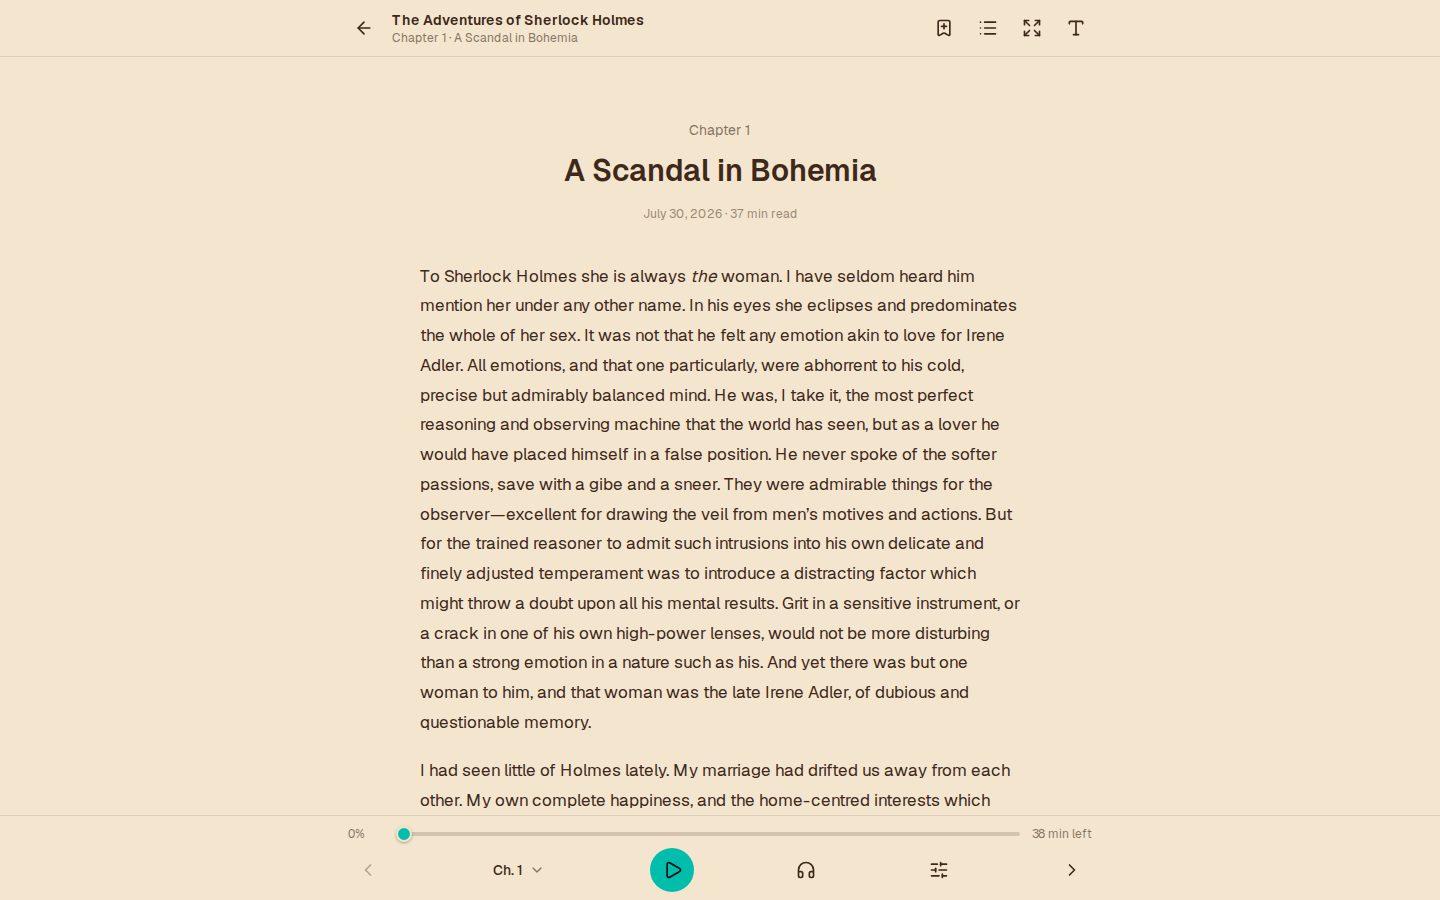 The Adventures of Sherlock Holmes
Chapter 1 · A Scandal in Bohemia
Chapter 1
A Scandal in Bohemia
July 30, 2026 · 37 min read
To Sherlock Holmes she is always the woman. I have seldom heard him
mention her under any other name. In his eyes she eclipses and predominates
the whole of her sex. It was not that he felt any emotion akin to love for Irene
Adler. All emotions, and that one particularly, were abhorrent to his cold,
precise but admirably balanced mind. He was, I take it, the most perfect
reasoning and observing machine that the world has seen, but as a lover he
would have placed himself in a false position. He never spoke of the softer
passions, save with a gibe and a sneer. They were admirable things for the
observer—excellent for drawing the veil from men’s motives and actions. But
for the trained reasoner to admit such intrusions into his own delicate and
finely adjusted temperament was to introduce a distracting factor which
might throw a doubt upon all his mental results. Grit in a sensitive instrument, or
a crack in one of his own high-power lenses, would not be more disturbing
than a strong emotion in a nature such as his. And yet there was but one
woman to him, and that woman was the late Irene Adler, of dubious and
questionable memory.
I had seen little of Holmes lately. My marriage had drifted us away from each
other. My own complete happiness, and the home-centred interests which
0%
38 min left
Ch. 1